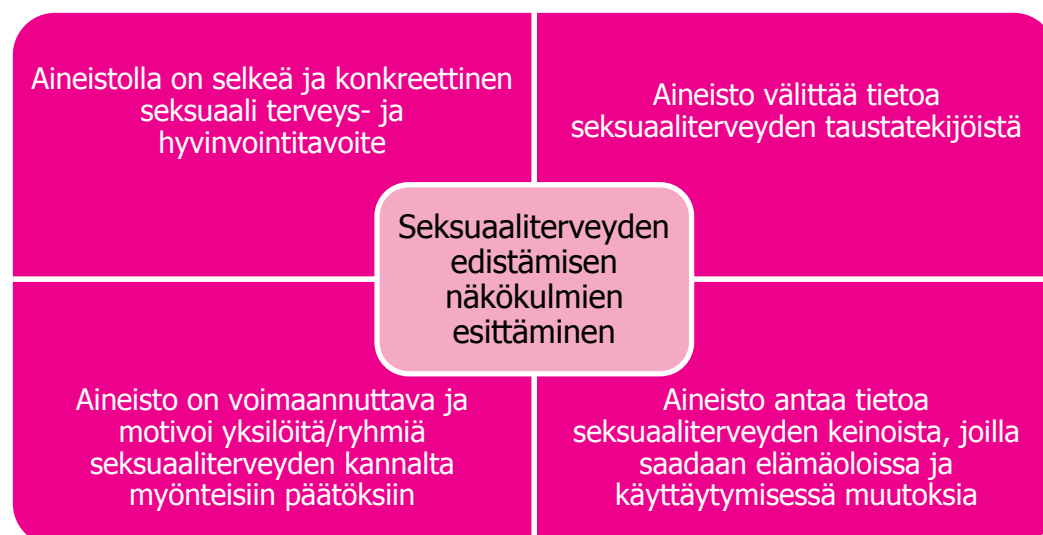 Aineistolla on selkeä ja konkreettinen
seksuaali terveys- ja
hyvinvointitavoite
Aineisto välittää tietoa
seksuaaliterveyden taustatekijöistä
Seksuaaliterveyden
edistämisen
näkökulmien
esittäminen
Aineisto on voimaannuttava ja
motivoi yksilöitä/ryhmiä
seksuaaliterveyden kannalta
myönteisiin päätöksiin
Aineisto antaa tietoa
seksuaaliterveyden keinoista, joilla
saadaan elämäoloissa ja
käyttäytymisessä muutoksia